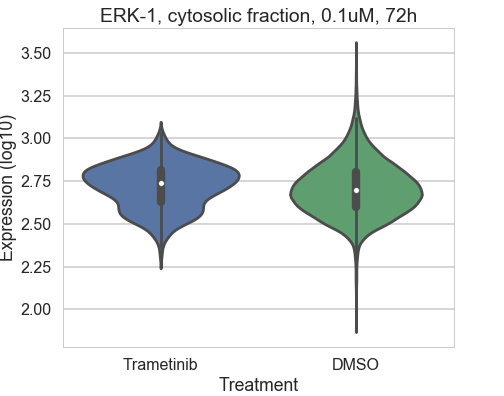 ERK-1, cytosolic fraction, 0.1uM, 72h
Expression (log10)
3.50
3.25
3.00
2.75
2.50
2.25
2.00
Trametinib
DMSO
Treatment